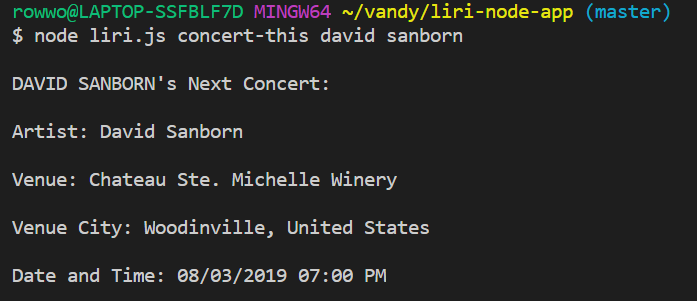 rowwo@LAPTOP-SSFBLF7D MINGW64 ~/vandy/liri-node-app (master)
$ node liri.js concert-this david sanborn
DAVID SANBORN's Next Concert:
Artist: David Sanborn
Venue: Chateau Ste. Michelle Winery
Venue City: Woodinville, United States
Date and Time: 08/03/2019 07:00 PM